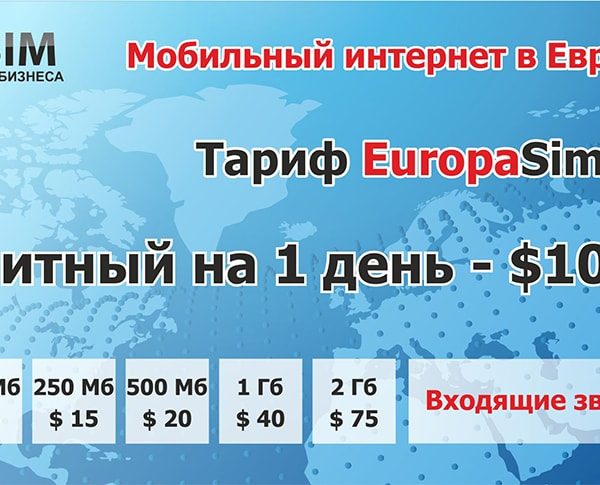 SIM
БИЗНЕСА
Мобильный интернет в Евр
Тариф EuropaSim
итный на 1 день - $10
Мб
250 Мб
$ 15
500 Мб
$ 20
1 Гб
$ 40
2 Гб
$ 75
Входящие зв